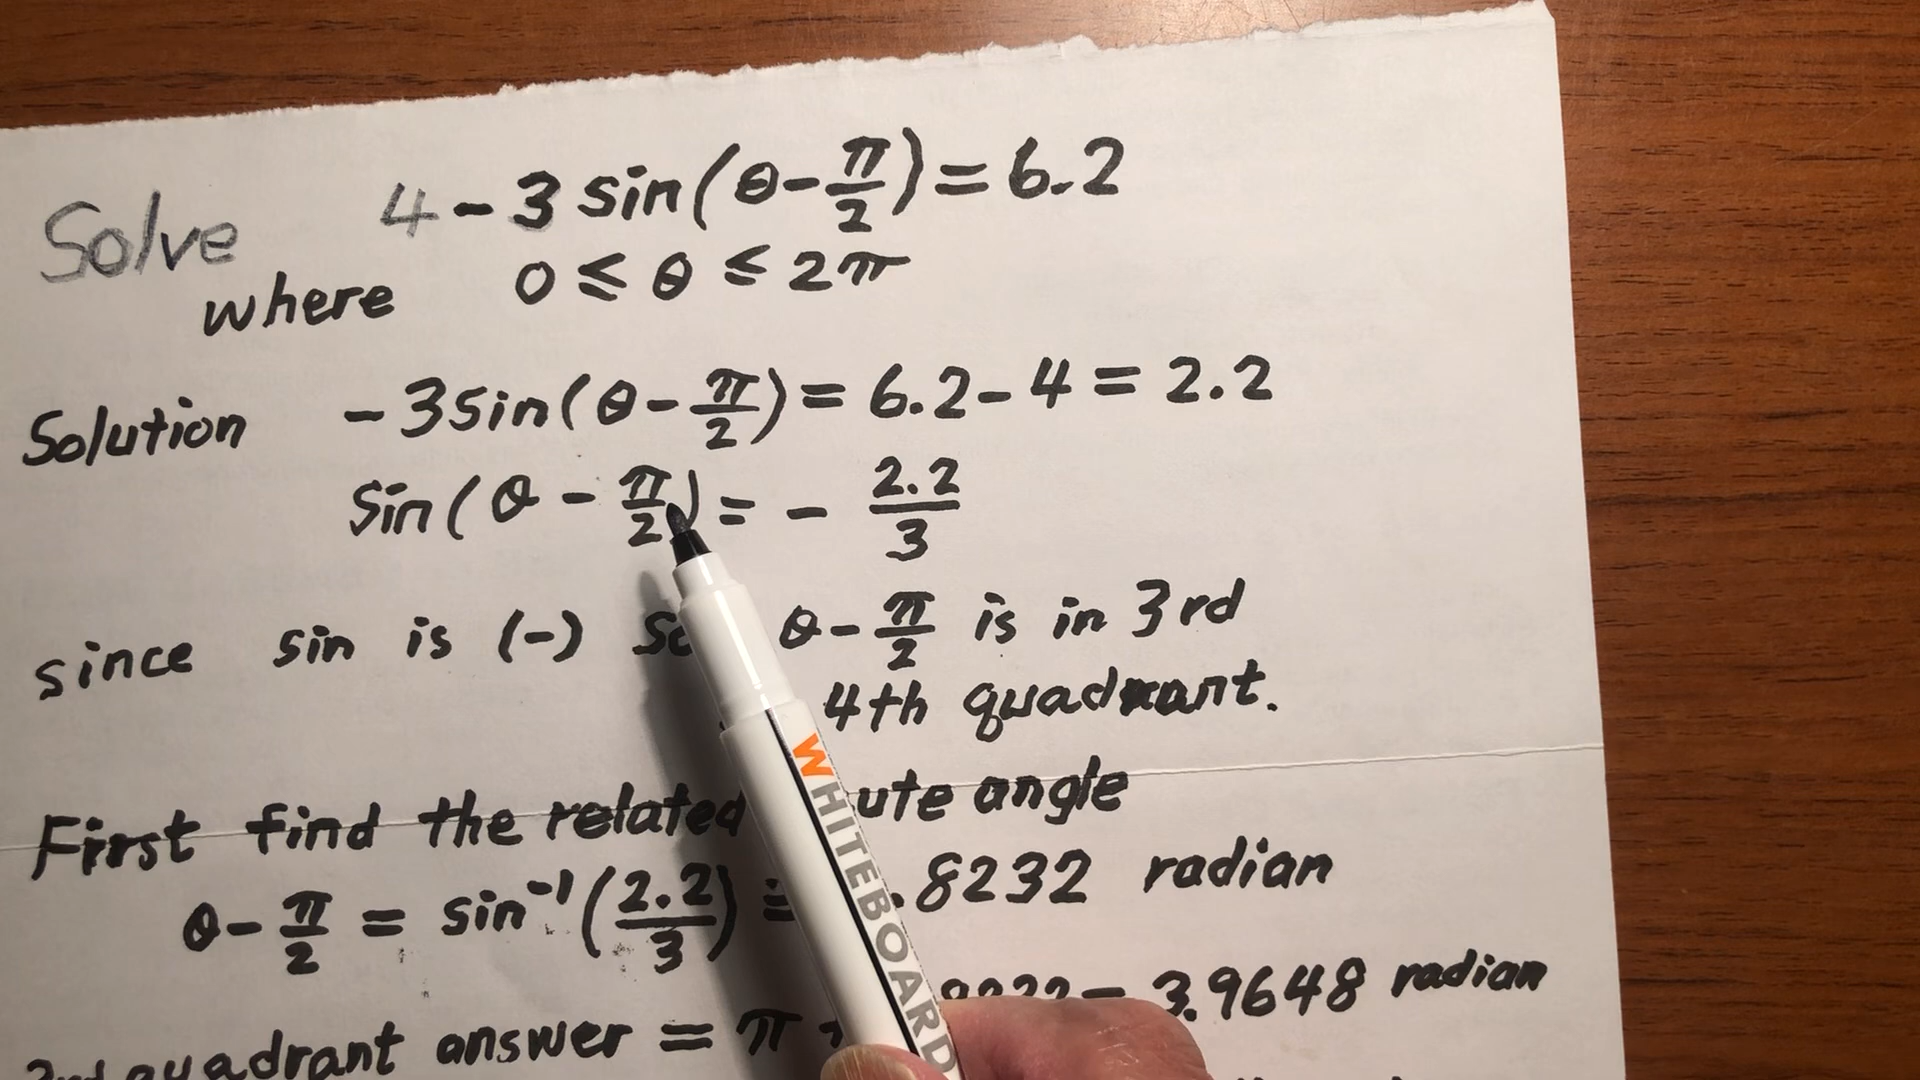 Solve 4 - 3 sin(θ - π/2) = 6.2
where 0 ≤ θ ≤ 2π
Solution -3sin(θ - π/2) = 6.2 - 4 = 2.2
sin(θ - π/2) = - 2.2/3
since sin is (-) θ - π/2 is in 3rd
4th quadrant.
First find the related angle
θ - π/2 = sin⁻¹(2.2/3) = .8232 radian
quadrant answer = π = 3.9648 radian
WHITEBOARD